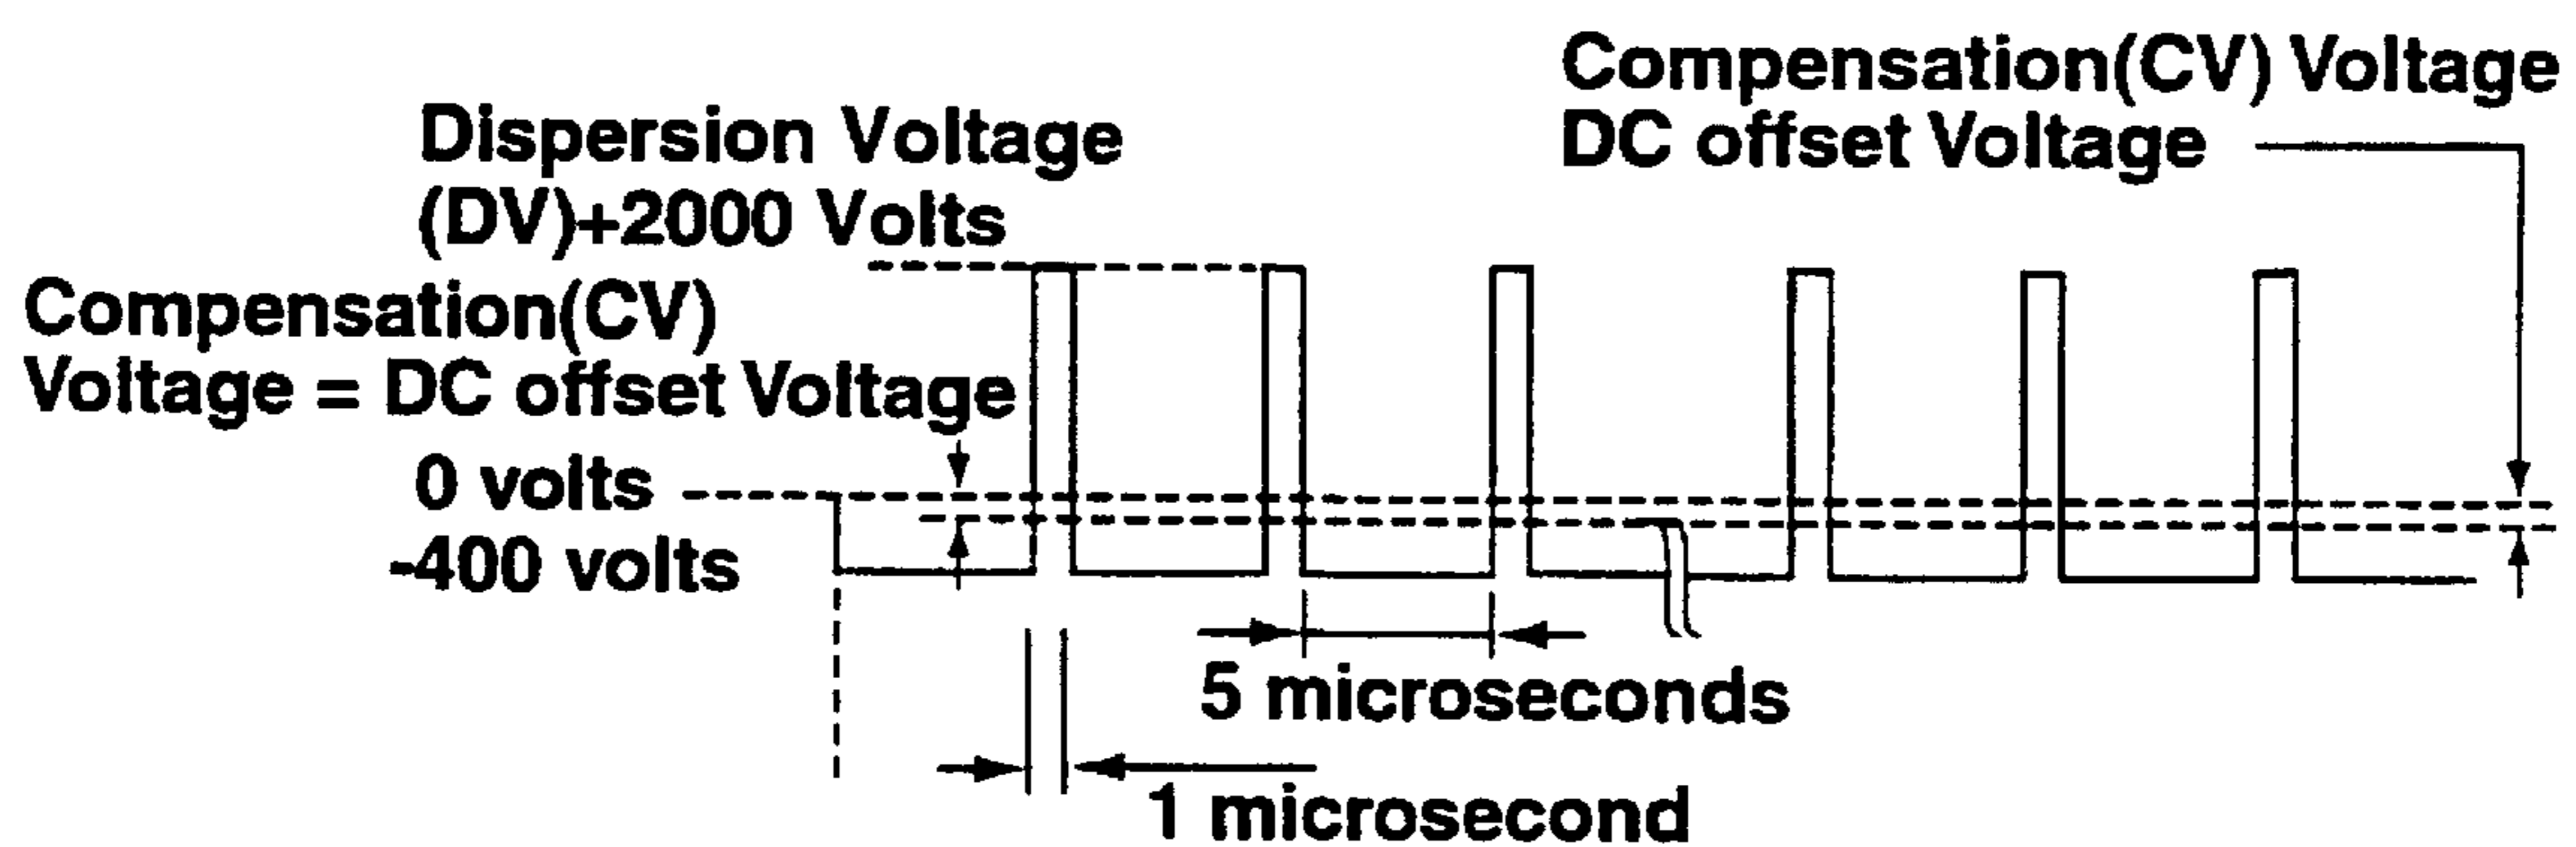 Compensation(CV) Voltage
DC offset Voltage
Dispersion Voltage
(DV)+2000 Volts
Compensation(CV)
Voltage = DC offset Voltage
0 volts
-400 volts
5 microseconds
1 microsecond